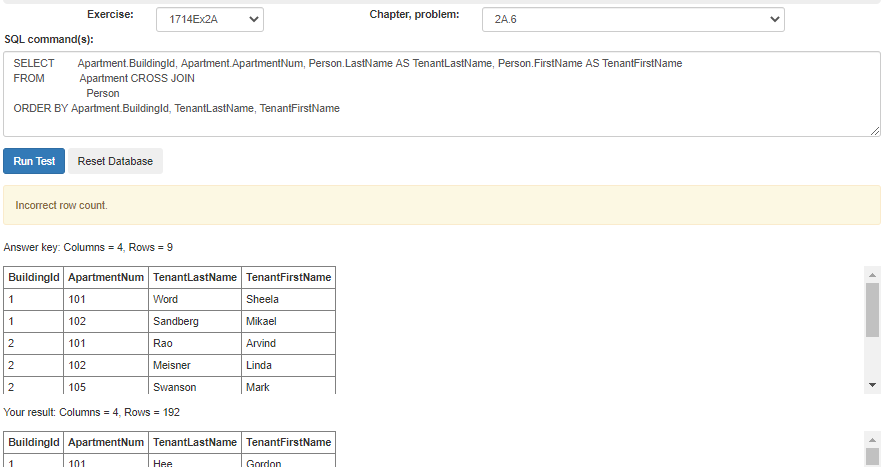 Exercise: 1714Ex2A Chapter, problem: 2A.6
SQL command(s):
SELECT Apartment.BuildingId, Apartment.ApartmentNum, Person.LastName AS TenantLastName, Person.FirstName AS TenantFirstName
FROM Apartment CROSS JOIN
Person
ORDER BY Apartment.BuildingId, TenantLastName, TenantFirstName
Run Test Reset Database
Incorrect row count.
Answer key: Columns = 4, Rows = 9
BuildingId ApartmentNum TenantLastName TenantFirstName
1 101 Word Sheela
1 102 Sandberg Mikael
2 101 Rao Arvind
2 102 Meisner Linda
2 105 Swanson Mark
Your result: Columns = 4, Rows = 192
BuildingId ApartmentNum TenantLastName TenantFirstName
1 101 Hee Gordon